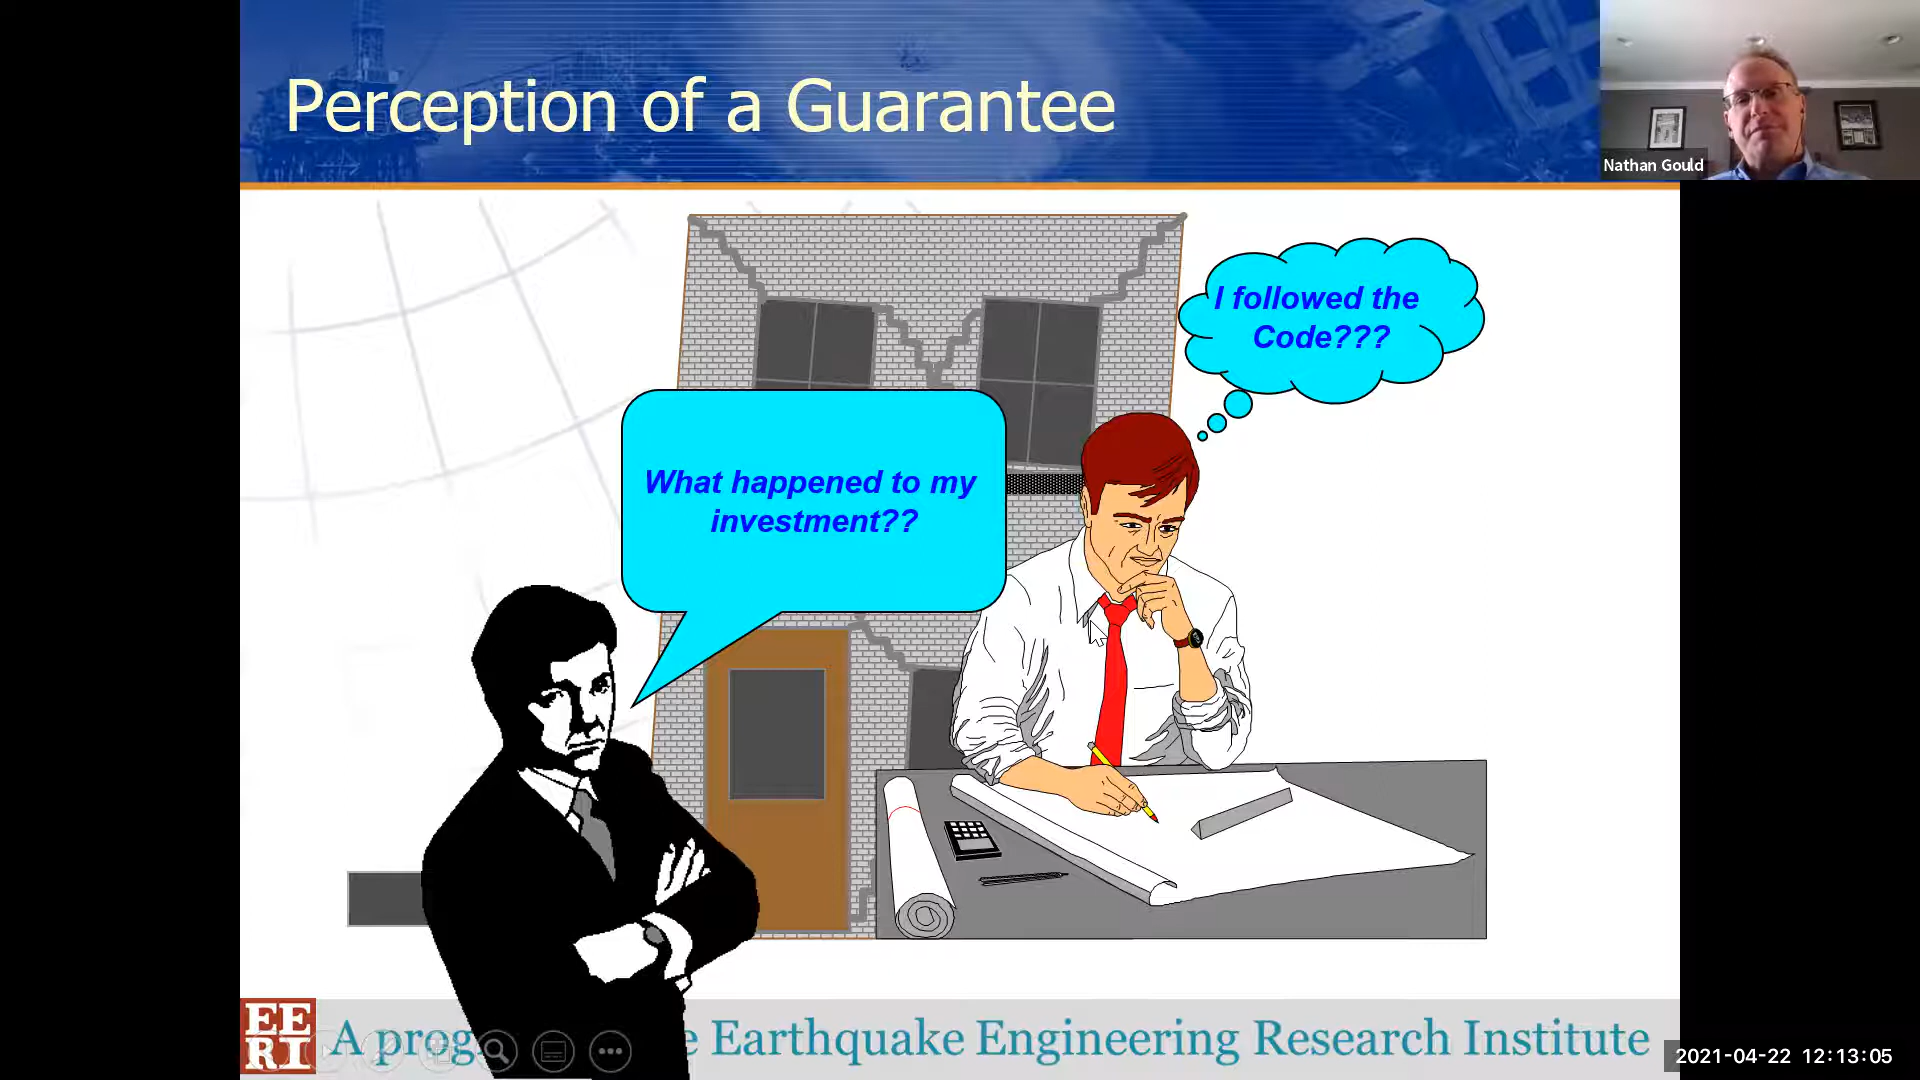 Perception of a Guarantee
Nathan Gould
I followed the
Code???
What happened to my
investment??
EE
RI
A prog
e Earthquake Engineering Research Institute
2021-04-22 12:13:05